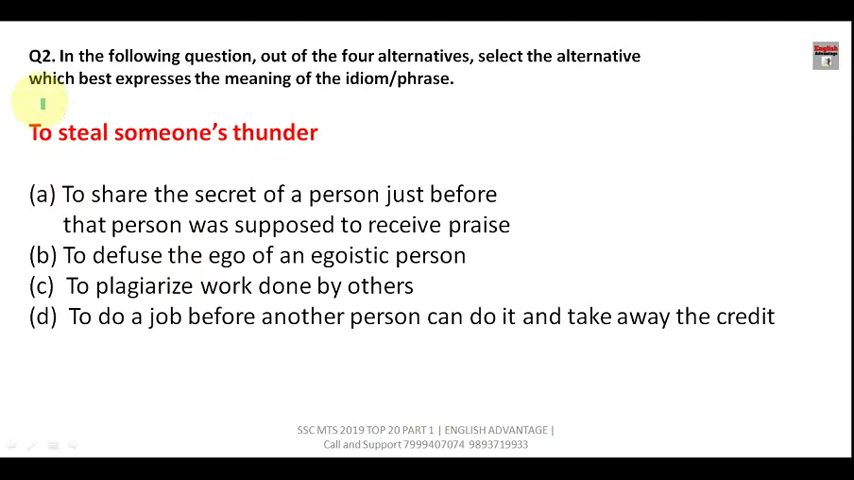 Q2. In the following question, out of the four alternatives, select the alternative
which best expresses the meaning of the idiom/phrase.
English
Advantage
To steal someone’s thunder
(a) To share the secret of a person just before
that person was supposed to receive praise
(b) To defuse the ego of an egoistic person
(c) To plagiarize work done by others
(d) To do a job before another person can do it and take away the credit
SSC MTS 2019 TOP 20 PART 1 | ENGLISH ADVANTAGE |
Call and Support 7999407074 9893719933